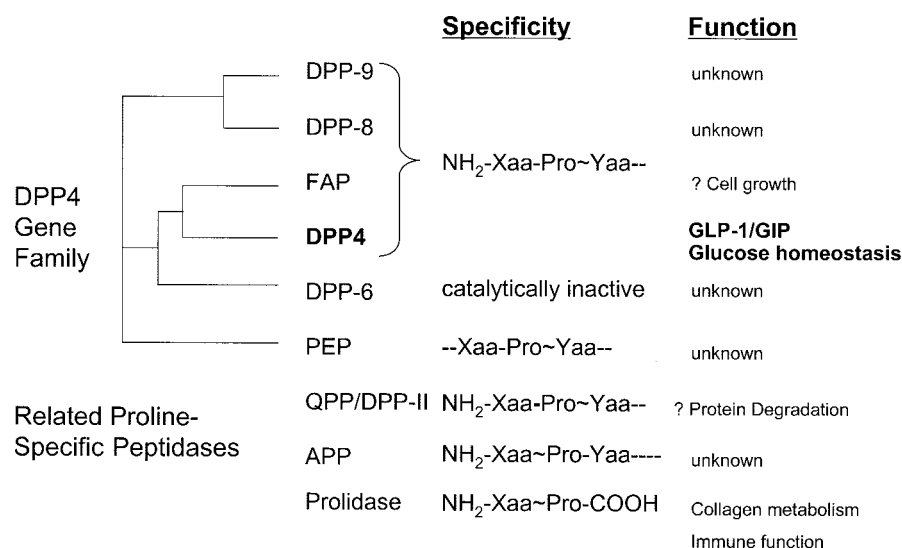 Specificity Function
DPP-9 unknown
DPP-8 unknown
NH2-Xaa-Pro~Yaa--
FAP ? Cell growth
DPP4
Gene
Family
DPP4 GLP-1/GIP
Glucose homeostasis
DPP-6 catalytically inactive unknown
PEP --Xaa-Pro~Yaa-- unknown
Related Proline-
Specific Peptidases
QPP/DPP-II NH2-Xaa-Pro~Yaa-- ? Protein Degradation
APP NH2-Xaa~Pro-Yaa---- unknown
Prolidase NH2-Xaa~Pro-COOH Collagen metabolism
Immune function